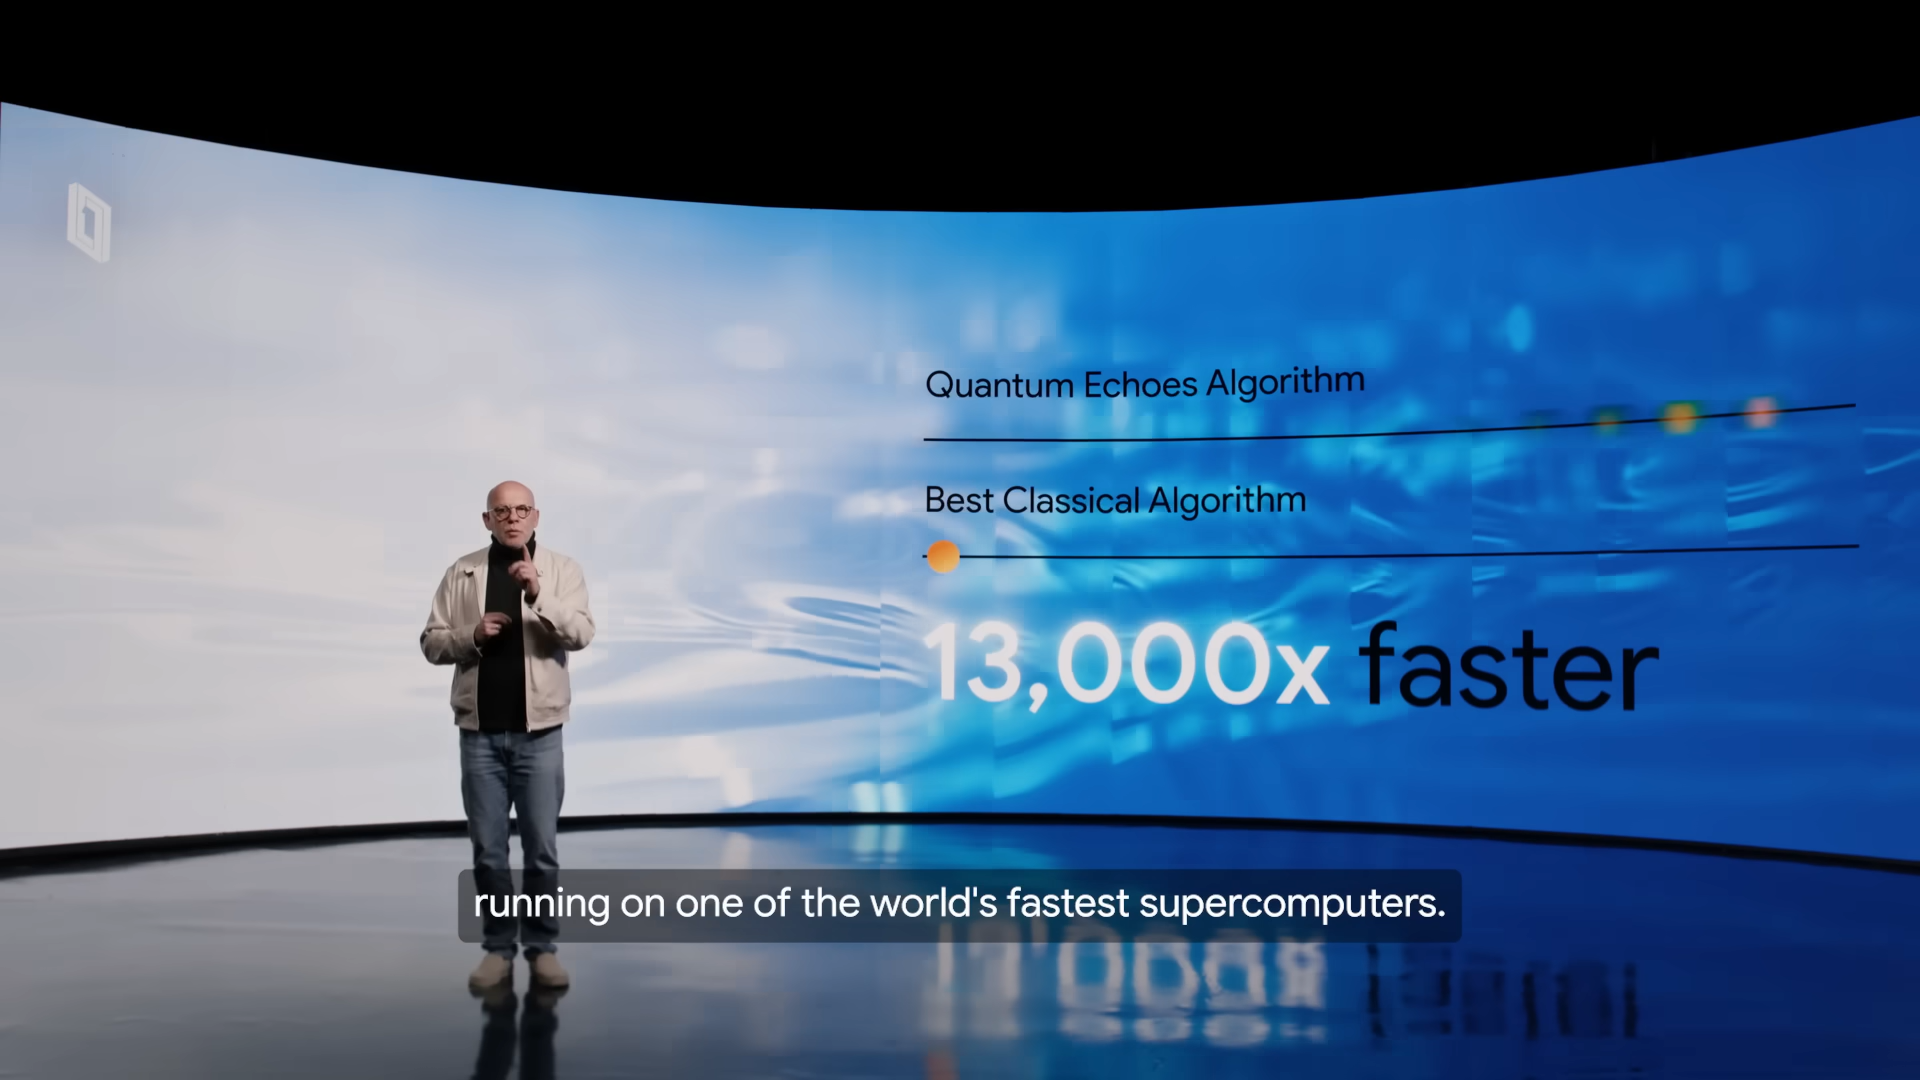 Quantum Echoes Algorithm
Best Classical Algorithm
13,000x faster
running on one of the world's fastest supercomputers.